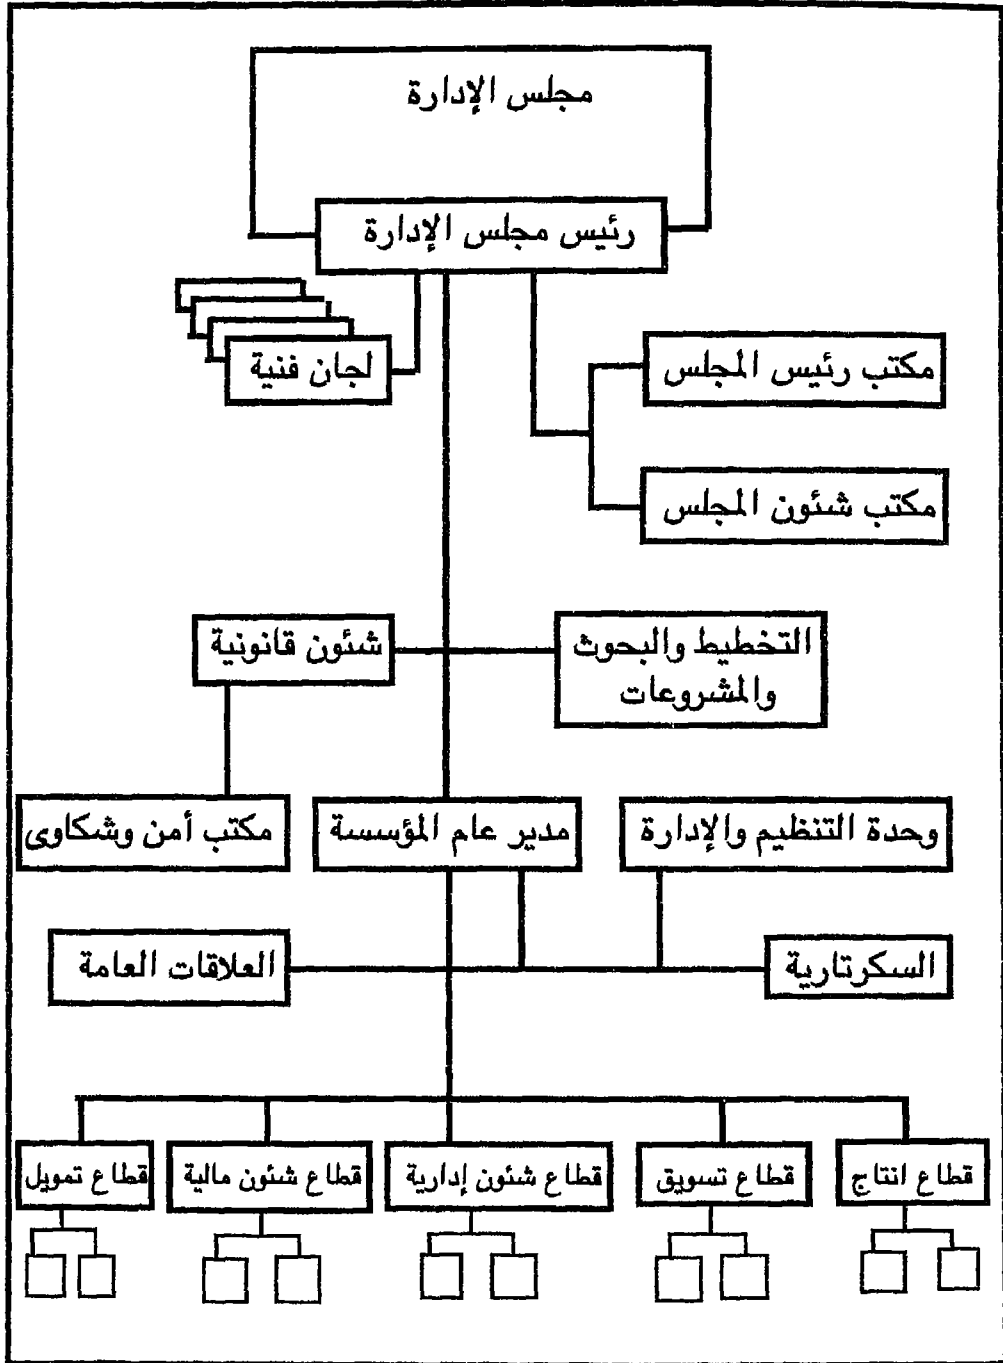 مجلس الإدارة
رئيس مجلس الإدارة
لجان فنية
مكتب رئيس المجلس
مكتب شئون المجلس
التخطيط والبحوث
والمشروعات
شئون قانونية
وحدة التنظيم والإدارة
مدير عام المؤسسة
مكتب أمن وشكاوى
السكرتارية
العلاقات العامة
قطاع انتاج
قطاع تسويق
قطاع شئون إدارية
قطاع شئون مالية
قطاع تمويل